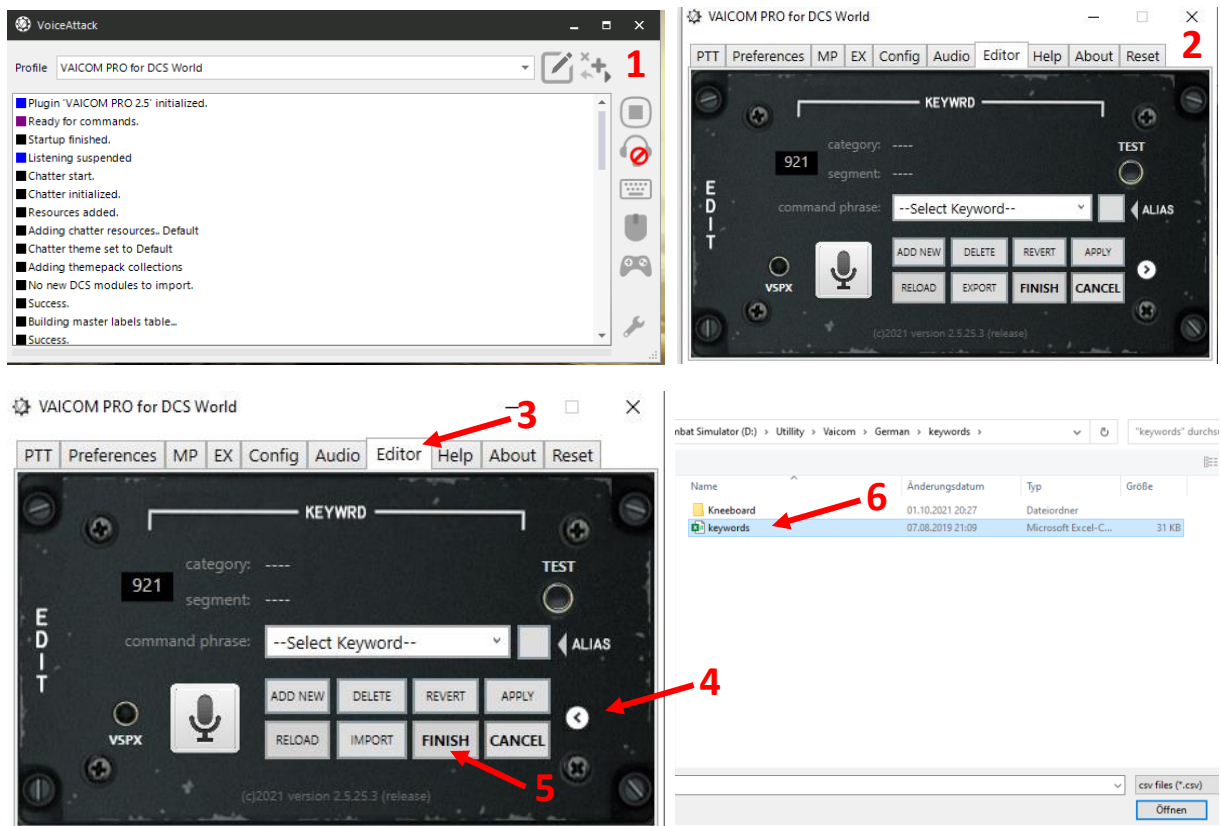 VoiceAttack
Profile VAICOM PRO for DCS World
1
Plugin 'VAICOM PRO 2.5' initialized.
Ready for commands.
Startup finished.
Listening suspended
Chatter start.
Chatter initialized.
Resources added.
Adding chatter resources.. Default
Chatter theme set to Default
Adding themepack collections
No new DCS modules to import.
Success.
Building master labels table...
Success.
VAICOM PRO for DCS World
2
PTT Preferences MP EX Config Audio Editor Help About Reset
KEYWRD
category: ----
TEST
921
segment: ----
EDIT
command phrase: --Select Keyword-- ALIAS
ADD NEW DELETE REVERT APPLY
VSPX
RELOAD EXPORT FINISH CANCEL
(c)2021 version 2.5.25.3 (release)
VAICOM PRO for DCS World
3
PTT Preferences MP EX Config Audio Editor Help About Reset
KEYWRD
category: ----
TEST
921
segment: ----
EDIT
command phrase: --Select Keyword-- ALIAS
ADD NEW DELETE REVERT APPLY
4
VSPX
RELOAD IMPORT FINISH CANCEL
5
(c)2021 version 2.5.25.3 (release)
mbat Simulator (D:) > Utillity > Vaicom > German > keywords >
"keywords" durchsu
Name Änderungsdatum Typ Größe
6
Kneeboard 01.10.2021 20:27 Dateiordner
keywords 07.08.2019 21:09 Microsoft Excel-C... 31 KB
csv files (*.csv)
Öffnen